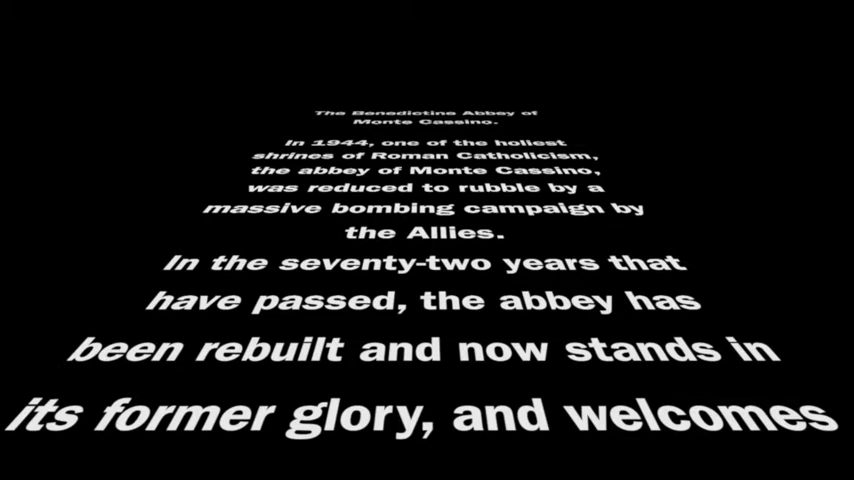 The Benedictine Abbey of
Monte Cassino.
In 1944, one of the holiest
shrines of Roman Catholicism,
the abbey of Monte Cassino,
was reduced to rubble by a
massive bombing campaign by
the Allies.
In the seventy-two years that
have passed, the abbey has
been rebuilt and now stands in
its former glory, and welcomes